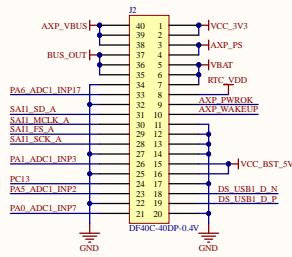 J2
AXP_VBUS 40 1 VCC_3V3
39 2
38 3 AXP_PS
BUS_OUT 37 4
36 5 VBAT
35 6
34 7 RTC_VDD
PA6_ADC1_INP17 33 8
32 9 AXP_PWROK
SAI1_SD_A 31 10 AXP_WAKEUP
SAI1_MCLK_A 30 11
SAI1_FS_A 29 12
SAI1_SCK_A 28 13
27 14
PA1_ADC1_INP3 26 15 VCC_BST_5V
25 16
PC13 24 17
PA5_ADC1_INP2 23 18 DS_USB1_D_N
22 19 DS_USB1_D_P
PA0_ADC1_INP7 21 20
DF40C-40DP-0.4V
GND GND